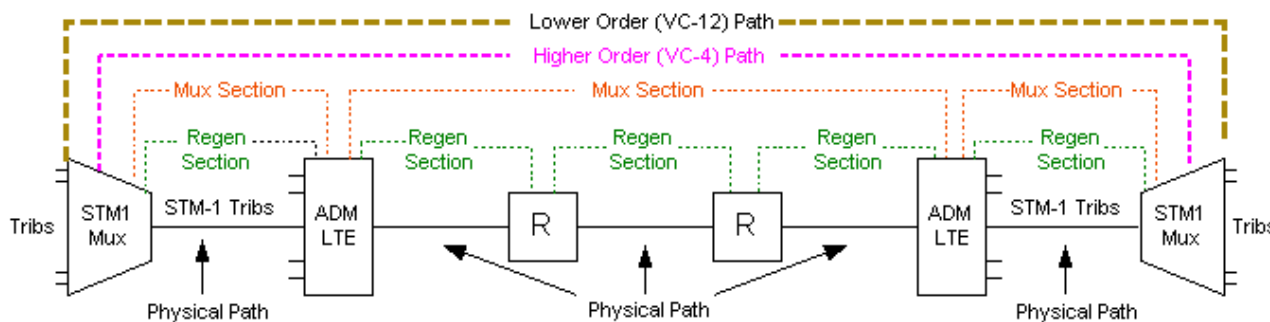 Lower Order (VC-12) Path
Higher Order (VC-4) Path
Mux Section
Mux Section
Mux Section
Regen
Section
Regen
Section
Regen
Section
Regen
Section
Regen
Section
Tribs
STM1
Mux
STM-1 Tribs
ADM
LTE
R
R
ADM
LTE
STM-1 Tribs
STM1
Mux
Tribs
Physical Path
Physical Path
Physical Path